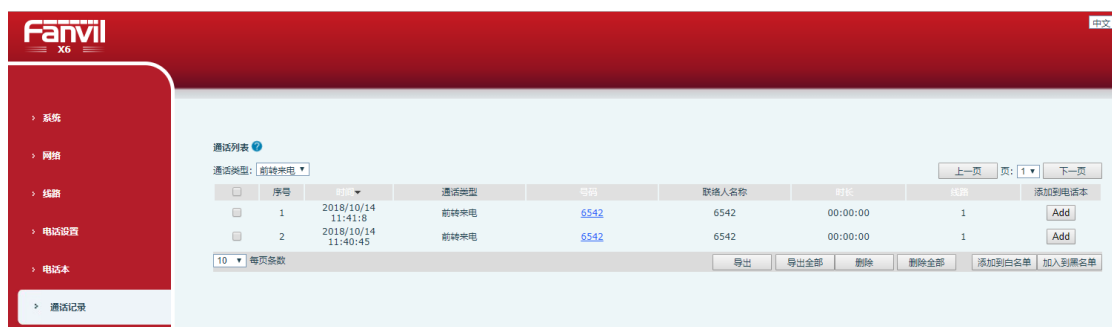 Fanvil
X6
中文
系统
网络
线路
电话设置
电话本
通话记录
通话列表
通话类型: 前转来电
上一页 页: 1 下一页
序号 时间 通话类型 号码 联络人名称 时长 线路 添加到电话本
1 2018/10/14 11:41:8 前转来电 6542 6542 00:00:00 1 Add
2 2018/10/14 11:40:45 前转来电 6542 6542 00:00:00 1 Add
10 每页条数 导出 导出全部 删除 删除全部 添加到白名单 加入到黑名单